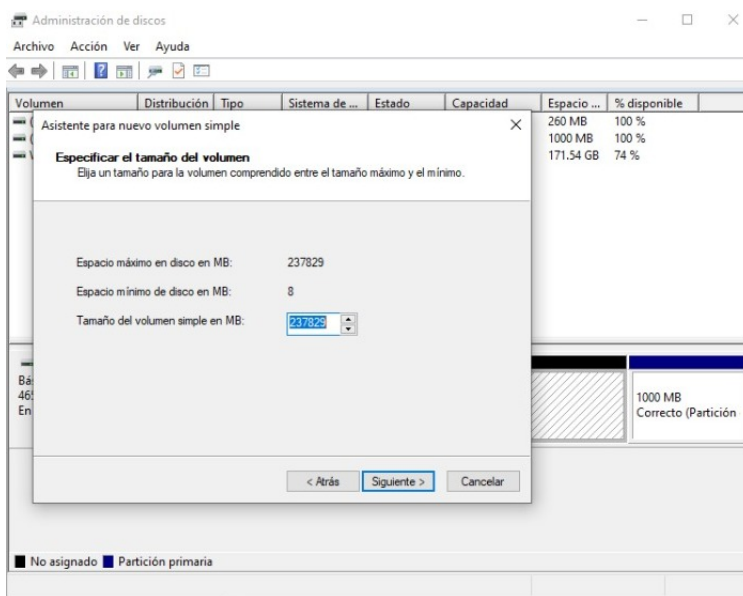 Administración de discos
Archivo Acción Ver Ayuda
Volumen Distribución Tipo Sistema de ... Estado Capacidad Espacio ... % disponible
260 MB 100 %
1000 MB 100 %
171.54 GB 74 %
Asistente para nuevo volumen simple
Especificar el tamaño del volumen
Elija un tamaño para la volumen comprendido entre el tamaño máximo y el mínimo.
Espacio máximo en disco en MB: 237829
Espacio mínimo de disco en MB: 8
Tamaño del volumen simple en MB: 237829
< Atrás Siguiente > Cancelar
Bá
465
En
1000 MB
Correcto (Partición
No asignado Partición primaria